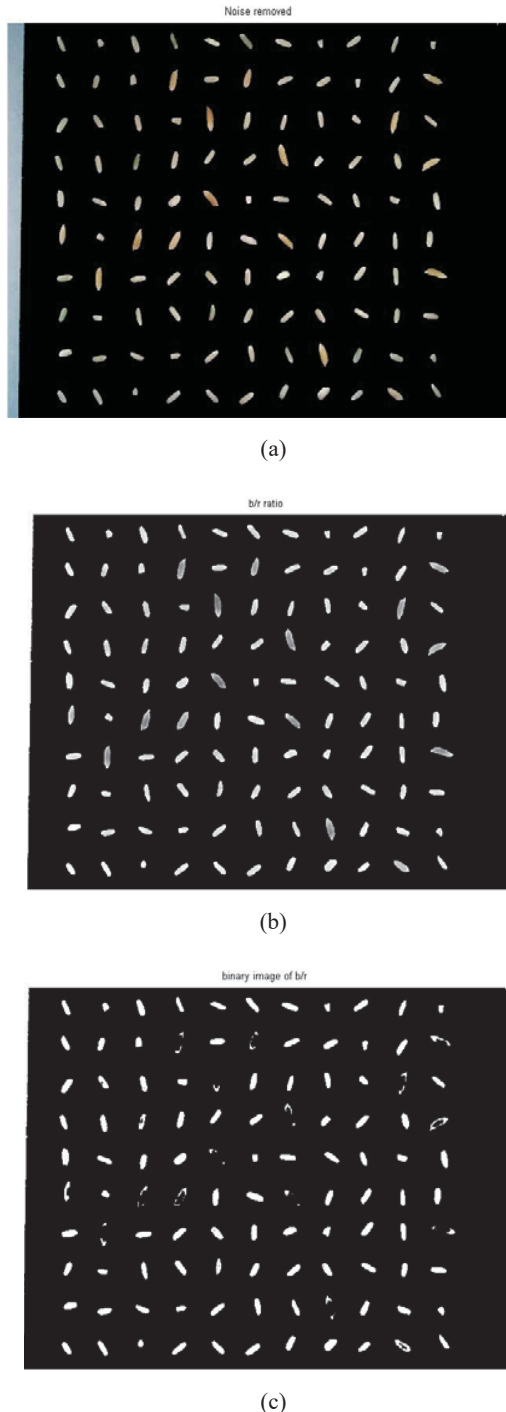 Noise removed
(a)
b/r ratio
(b)
binary image of b/r
(c)